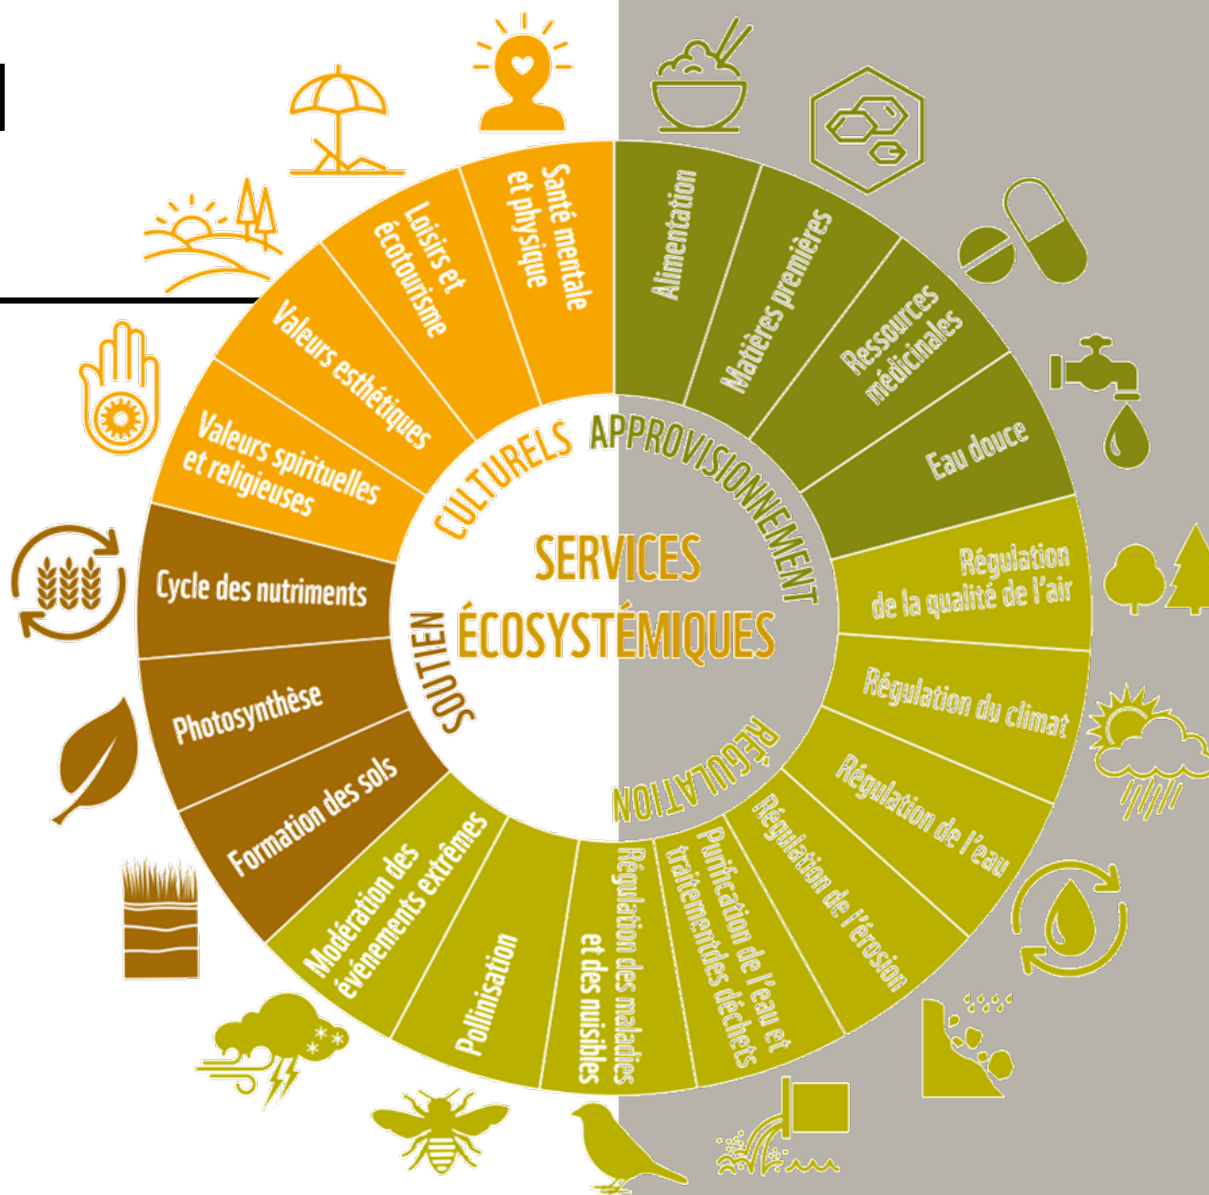 SERVICES
ÉCOSYSTÉMIQUES
APPROVISIONNEMENT
Alimentation
Matières premières
Ressources
médicinales
Eau douce
RÉGULATION
Régulation
de la qualité de l'air
Régulation du climat
Régulation de l'eau
Régulation de l'érosion
Purification de l'eau et
traitementdes déchets
Régulation des maladies
et des nuisibles
Pollinisation
Modération des
événements extrêmes
SOUTIEN
Formation des sols
Photosynthèse
Cycle des nutriments
CULTURELS
Valeurs spirituelles
et religieuses
Valeurs esthétiques
Loisirs et
écotourisme
Santé mentale
et physique